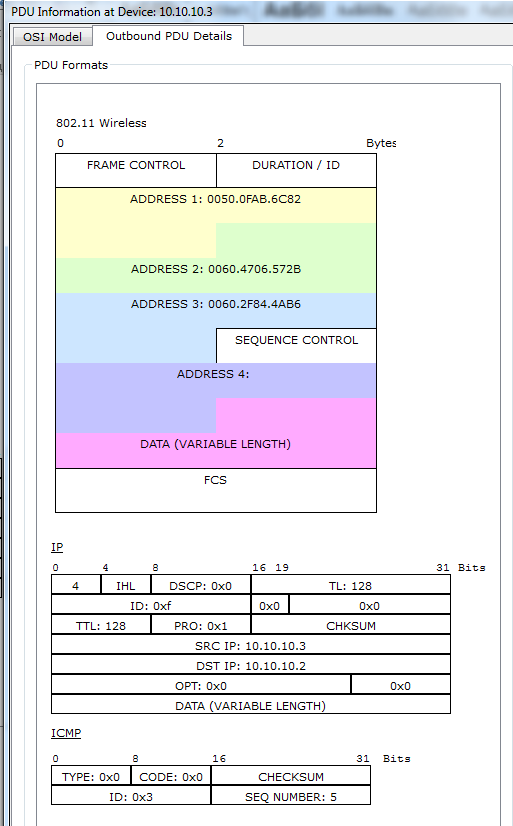 PDU Information at Device: 10.10.10.3
OSI Model Outbound PDU Details
PDU Formats
802.11 Wireless
0 2 Bytes
FRAME CONTROL DURATION / ID
ADDRESS 1: 0050.0FAB.6C82
ADDRESS 2: 0060.4706.572B
ADDRESS 3: 0060.2F84.4AB6
SEQUENCE CONTROL
ADDRESS 4:
DATA (VARIABLE LENGTH)
FCS
IP
0 4 8 16 19 31 Bits
4 IHL DSCP: 0x0 TL: 128
ID: 0xf 0x0 0x0
TTL: 128 PRO: 0x1 CHKSUM
SRC IP: 10.10.10.3
DST IP: 10.10.10.2
OPT: 0x0 0x0
DATA (VARIABLE LENGTH)
ICMP
0 8 16 31 Bits
TYPE: 0x0 CODE: 0x0 CHECKSUM
ID: 0x3 SEQ NUMBER: 5